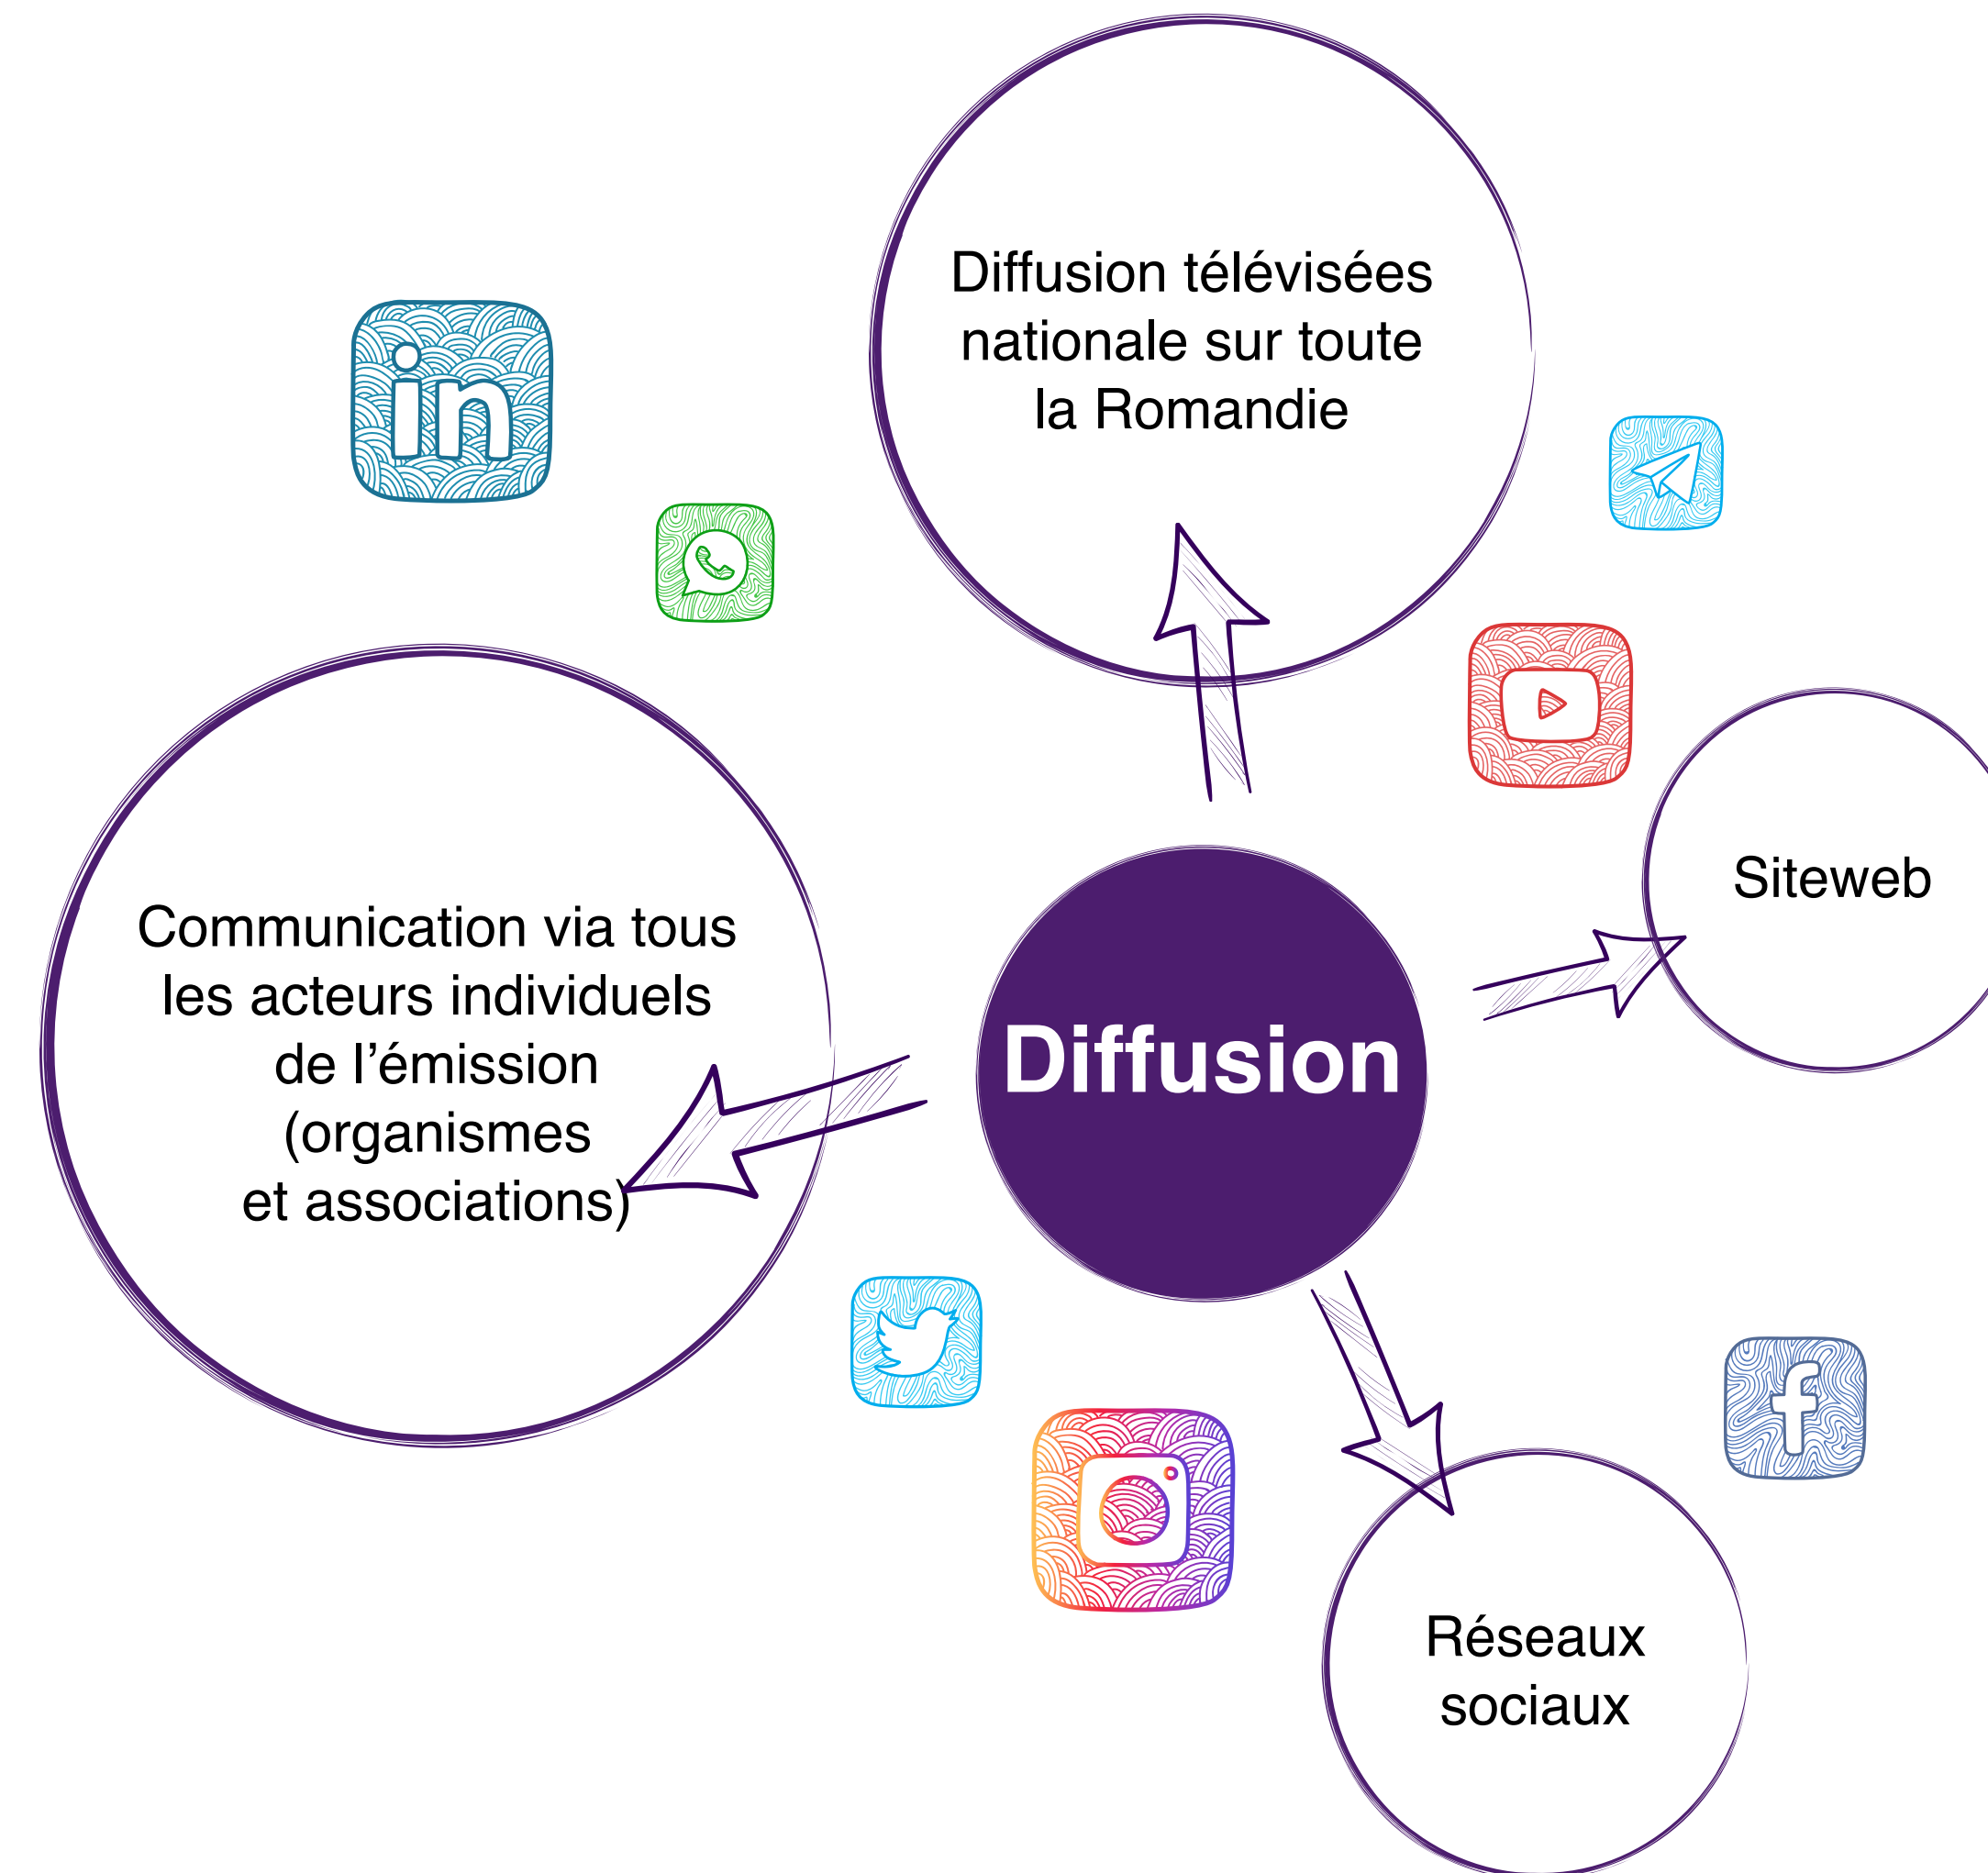 Diffusion télévisées
nationale sur toute
la Romandie
in
Siteweb
Communication via tous
les acteurs individuels
de l’émission
(organismes
et associations)
Diffusion
f
Réseaux
sociaux